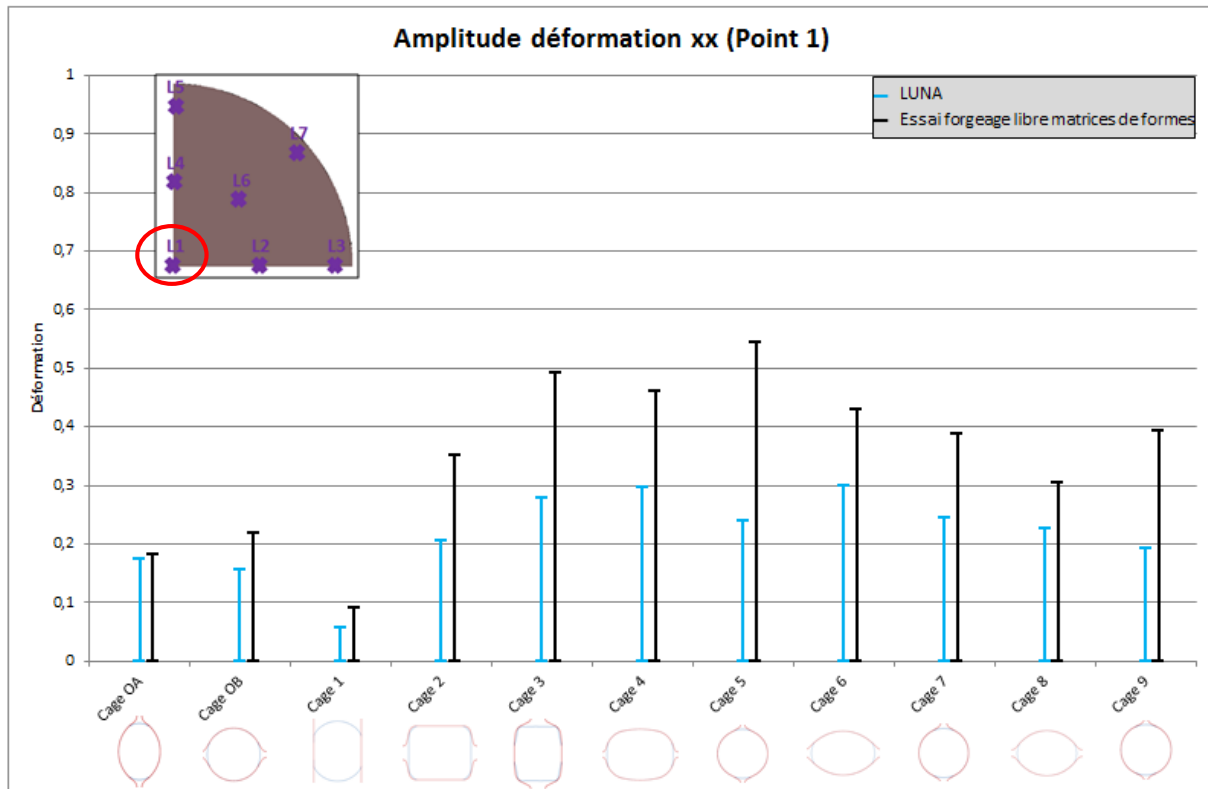 Amplitude déformation xx (Point 1)
LUNA
Essai forgeage libre matrices de formes
L5
L7
L4
L6
L1
L2
L3
Déformation
1
0,9
0,8
0,7
0,6
0,5
0,4
0,3
0,2
0,1
0
Cage OA
Cage OB
Cage 1
Cage 2
Cage 3
Cage 4
Cage 5
Cage 6
Cage 7
Cage 8
Cage 9